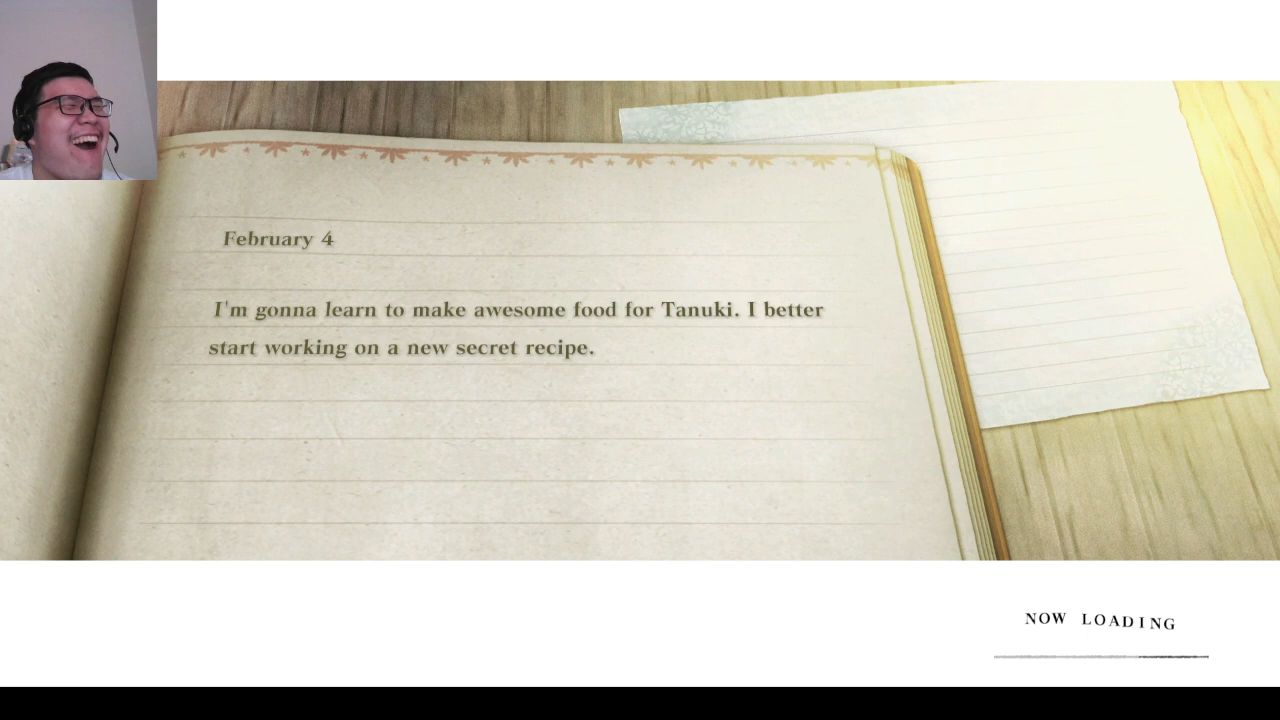 February 4
I'm gonna learn to make awesome food for Tanuki. I better
start working on a new secret recipe.
NOW LOADING